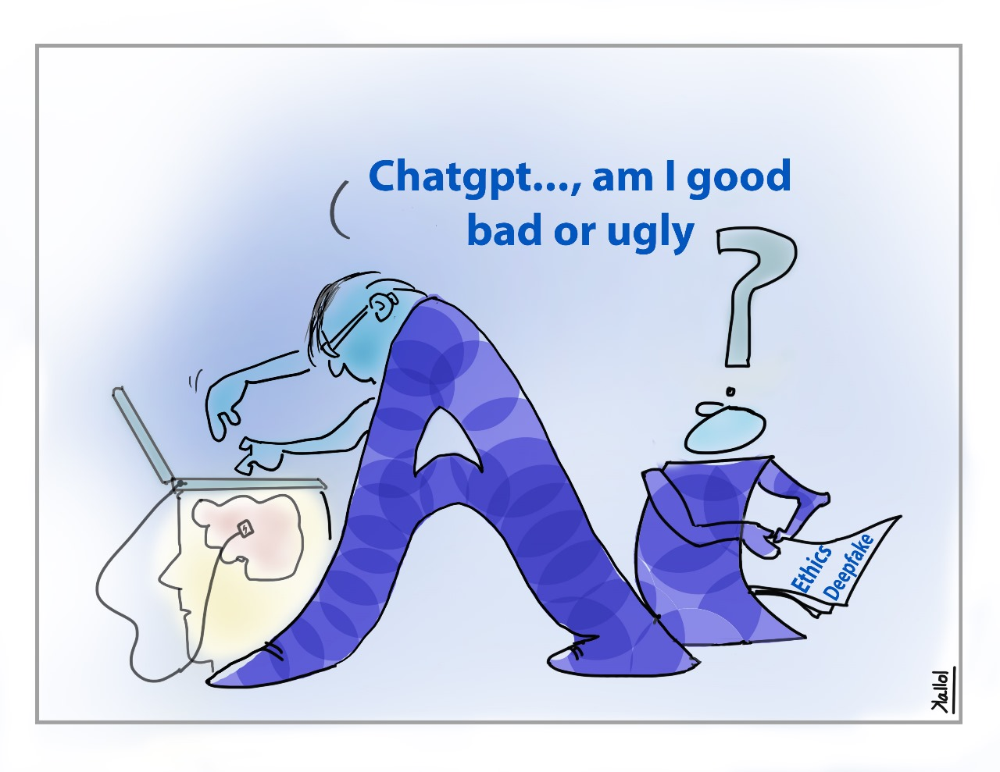 Chatgpt..., am I good
bad or ugly ?
Ethics
Deepfake
Kallol